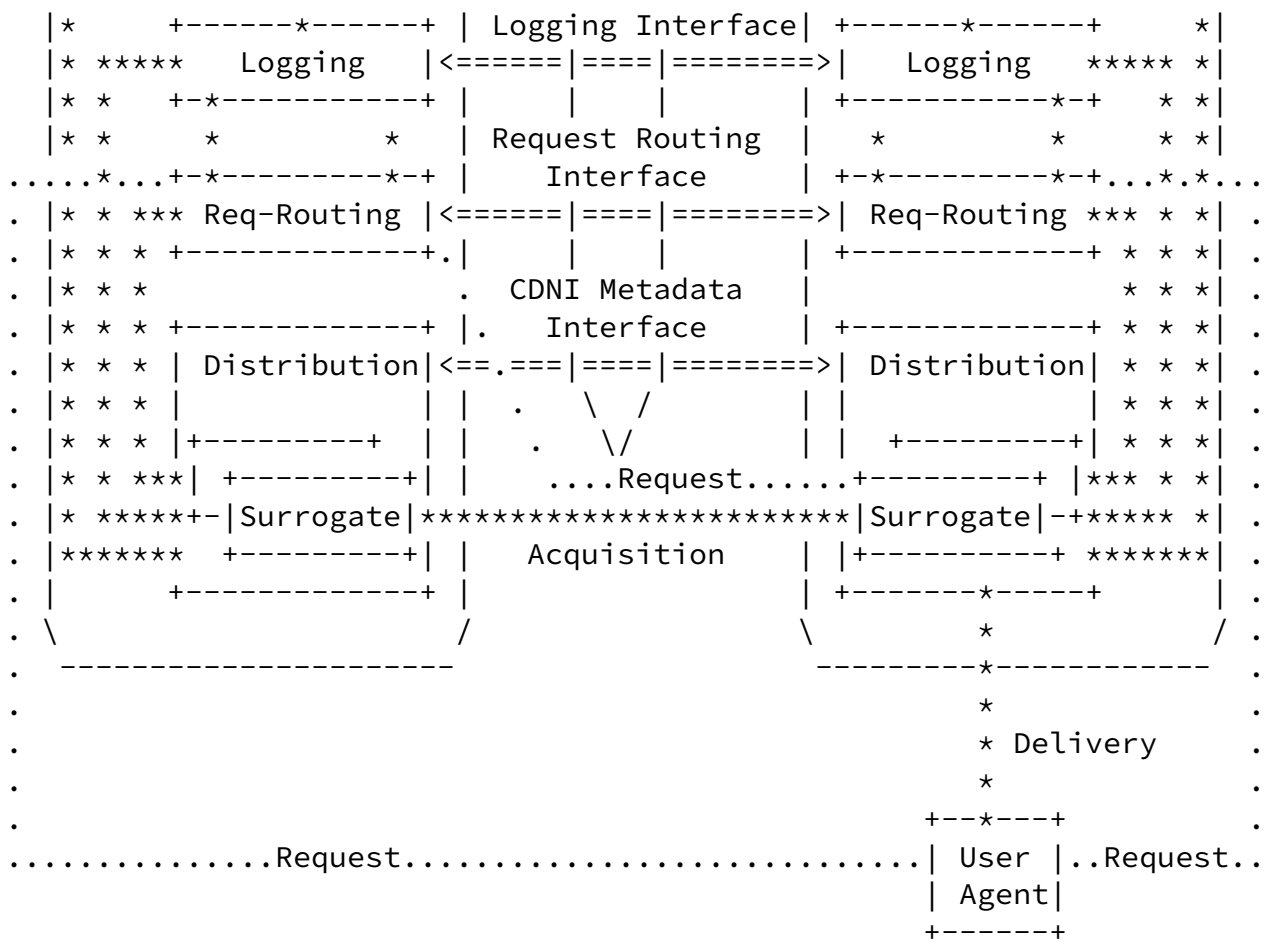 Logging Interface
Logging Logging
Request Routing
Interface
Req-Routing Req-Routing
CDNI Metadata
Interface
Distribution Distribution
Request
Surrogate Surrogate
Acquisition
Delivery
Request User Request
Agent